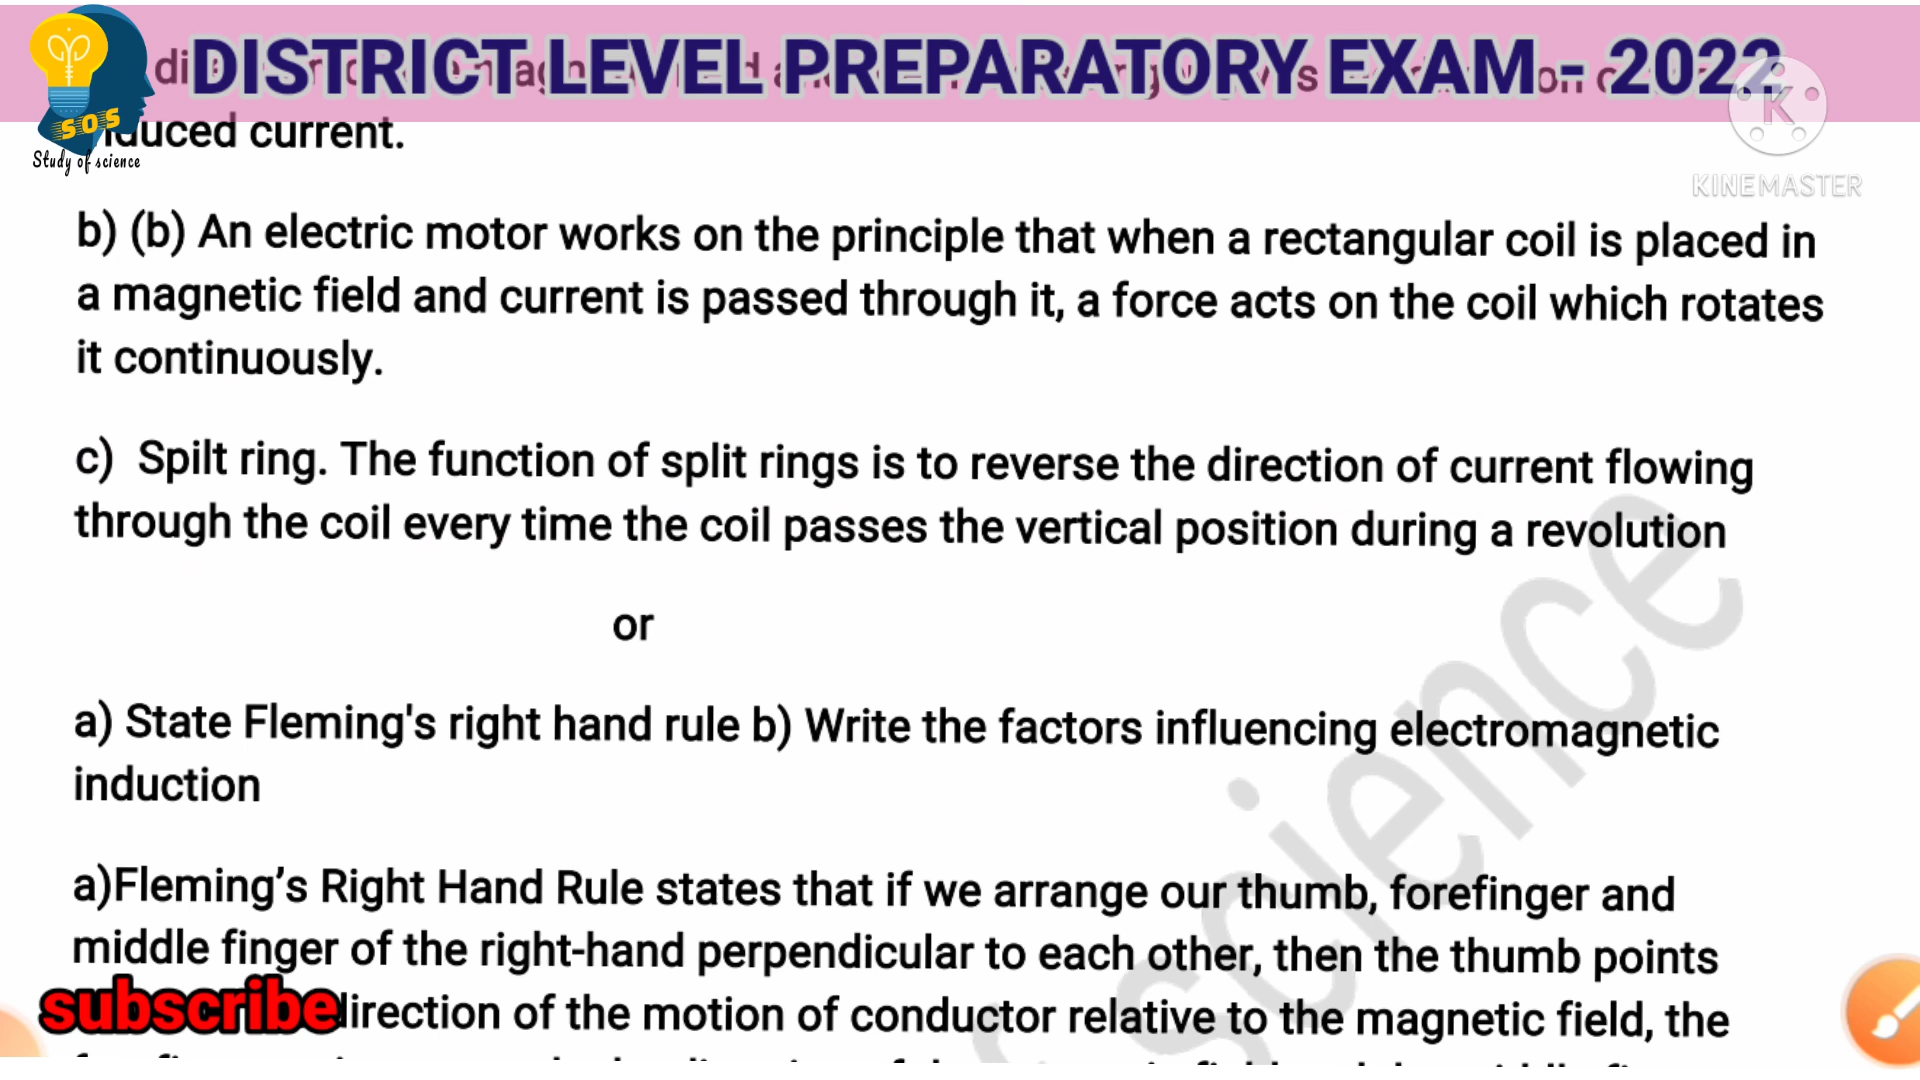 DISTRICT LEVEL PREPARATORY EXAM - 2022
SOS
Study of science
K
KINEMASTER
induced current.
b) (b) An electric motor works on the principle that when a rectangular coil is placed in
a magnetic field and current is passed through it, a force acts on the coil which rotates
it continuously.
c) Spilt ring. The function of split rings is to reverse the direction of current flowing
through the coil every time the coil passes the vertical position during a revolution
or
a) State Fleming's right hand rule b) Write the factors influencing electromagnetic
induction
a)Fleming’s Right Hand Rule states that if we arrange our thumb, forefinger and
middle finger of the right-hand perpendicular to each other, then the thumb points
subscribe direction of the motion of conductor relative to the magnetic field, the
science